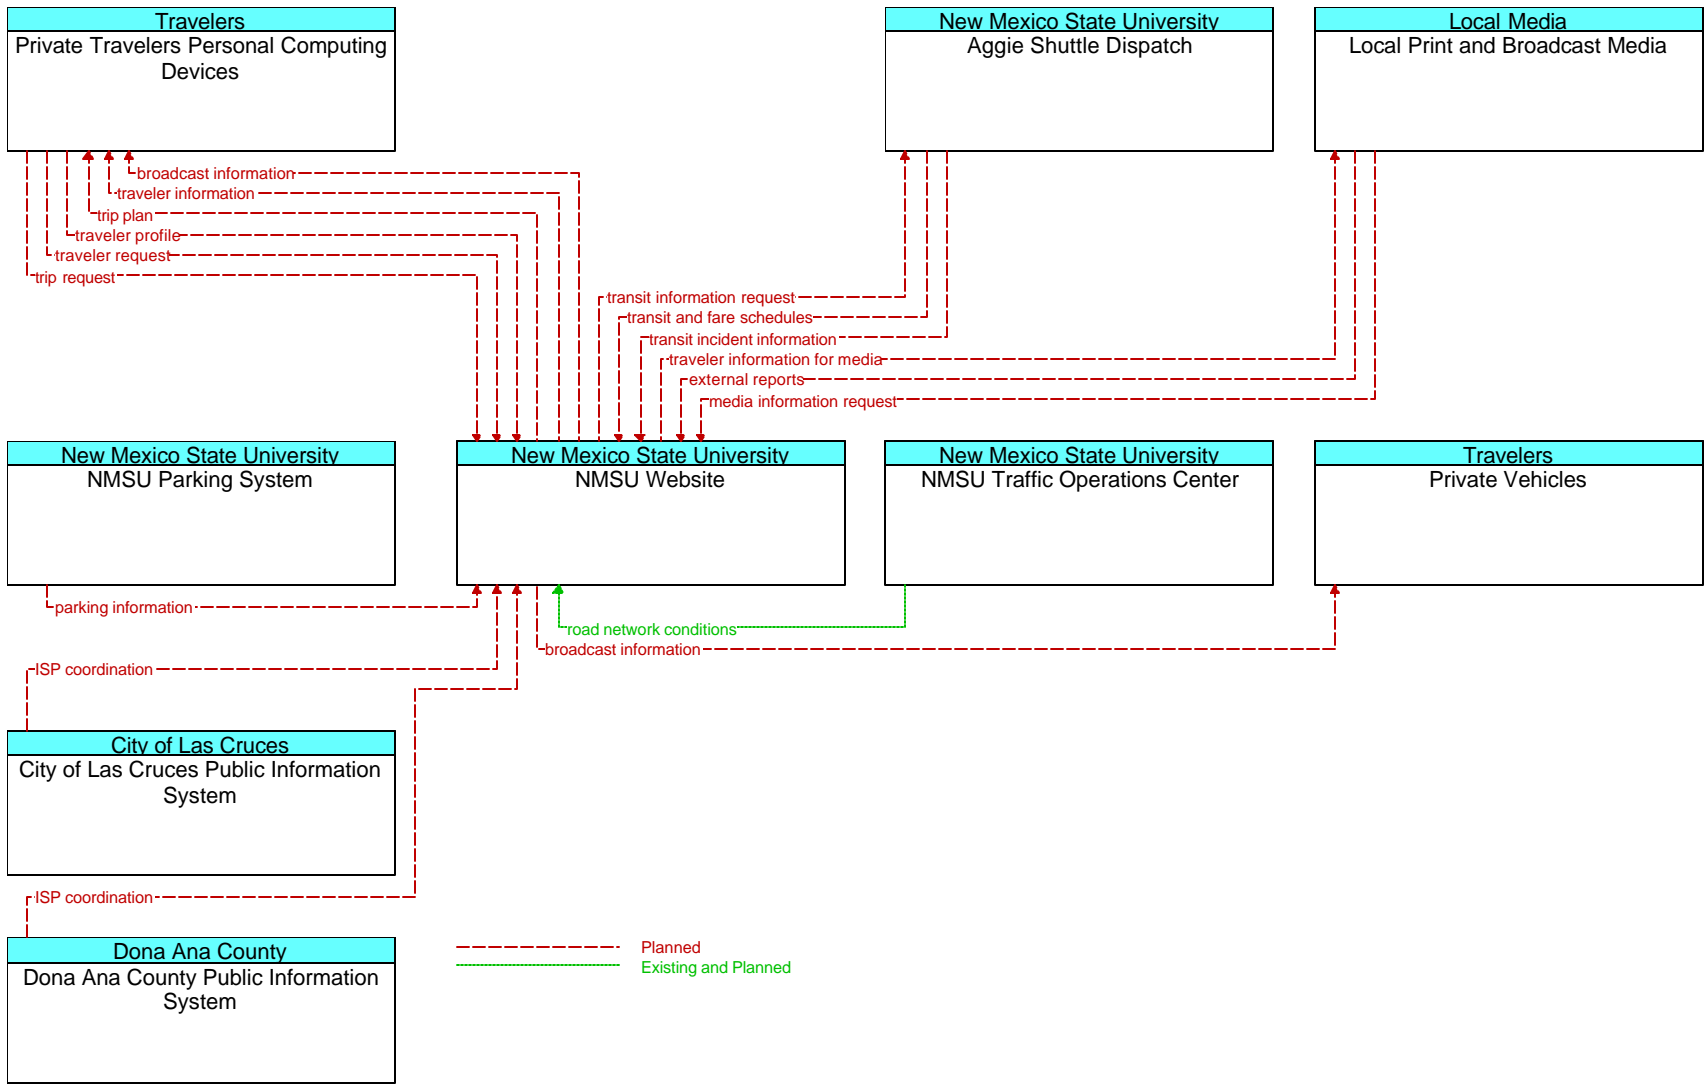 Travelers
Private Travelers Personal Computing
Devices
New Mexico State University
Aggie Shuttle Dispatch
Local Media
Local Print and Broadcast Media
broadcast information
traveler information
trip plan
traveler profile
traveler request
trip request
transit information request
transit and fare schedules
transit incident information
traveler information for media
external reports
media information request
New Mexico State University
NMSU Parking System
New Mexico State University
NMSU Website
New Mexico State University
NMSU Traffic Operations Center
Travelers
Private Vehicles
parking information
road network conditions
broadcast information
ISP coordination
City of Las Cruces
City of Las Cruces Public Information
System
ISP coordination
Dona Ana County
Dona Ana County Public Information
System
Planned
Existing and Planned